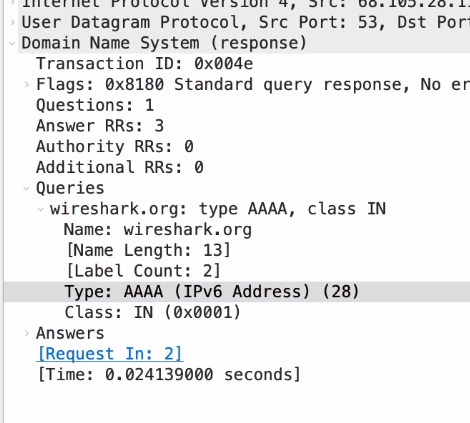 Internet Protocol Version 4, Src: 68.105.28.1
User Datagram Protocol, Src Port: 53, Dst Port
Domain Name System (response)
Transaction ID: 0x004e
Flags: 0x8180 Standard query response, No er
Questions: 1
Answer RRs: 3
Authority RRs: 0
Additional RRs: 0
Queries
wireshark.org: type AAAA, class IN
Name: wireshark.org
[Name Length: 13]
[Label Count: 2]
Type: AAAA (IPv6 Address) (28)
Class: IN (0x0001)
Answers
[Request In: 2]
[Time: 0.024139000 seconds]